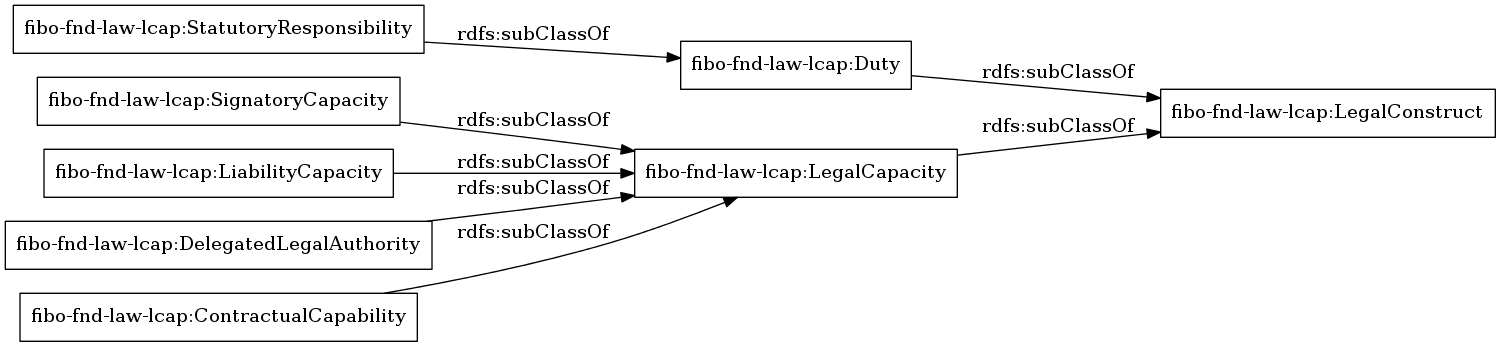 fibo-fnd-law-lcap:StatutoryResponsibility
rdfs:subClassOf
fibo-fnd-law-lcap:Duty
rdfs:subClassOf
fibo-fnd-law-lcap:SignatoryCapacity
rdfs:subClassOf
fibo-fnd-law-lcap:LegalConstruct
rdfs:subClassOf
fibo-fnd-law-lcap:LiabilityCapacity
rdfs:subClassOf
fibo-fnd-law-lcap:LegalCapacity
rdfs:subClassOf
fibo-fnd-law-lcap:DelegatedLegalAuthority
rdfs:subClassOf
fibo-fnd-law-lcap:ContractualCapability